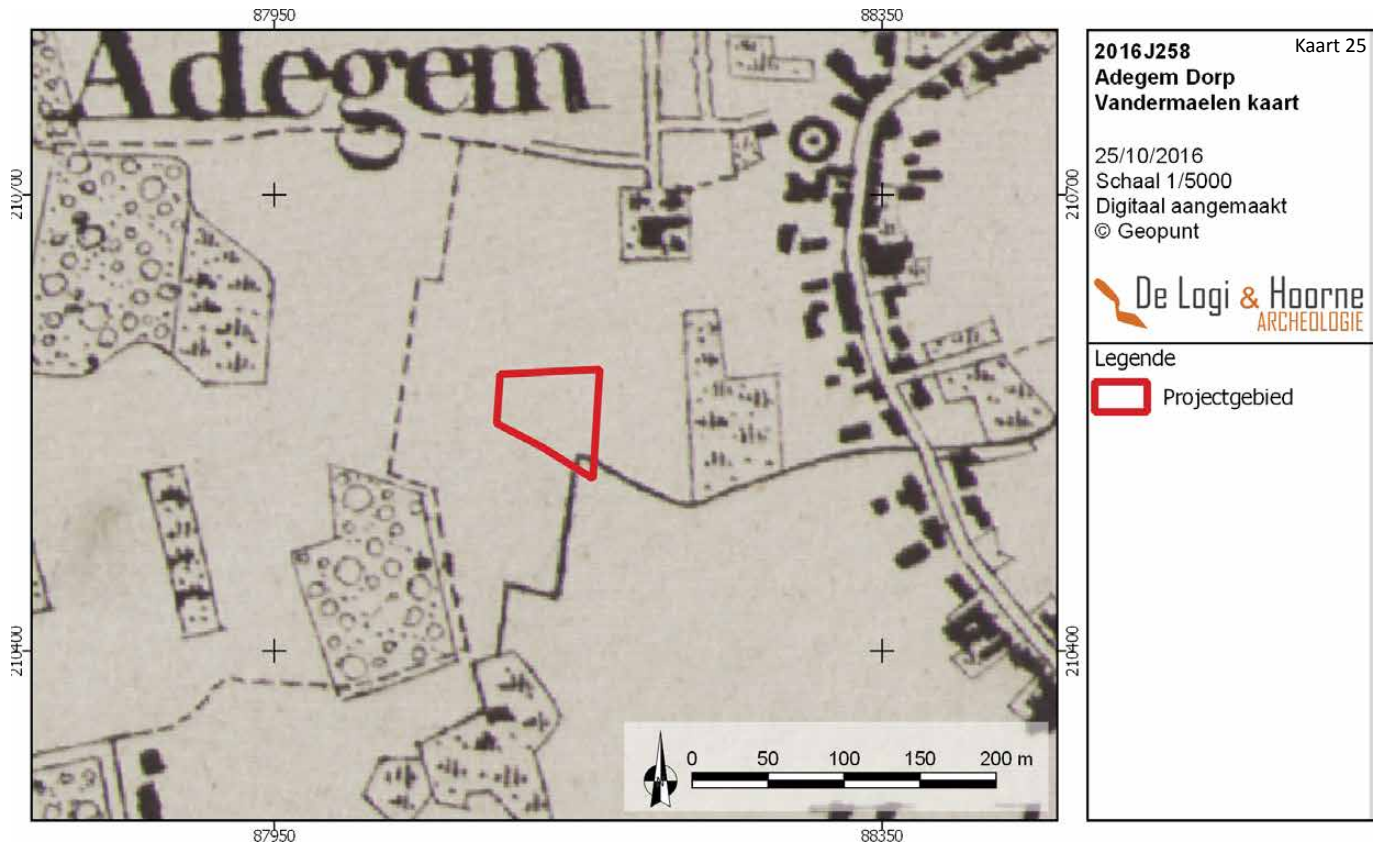 87950
88350
Adegem
210700
210700
210400
210400
0 50 100 150 200 m
87950
88350
2016J258
Kaart 25
Adegem Dorp
Vandermaelen kaart
25/10/2016
Schaal 1/5000
Digitaal aangemaakt
© Geopunt
De Logi & Hoorne
ARCHEOLOGIE
Legende
Projectgebied